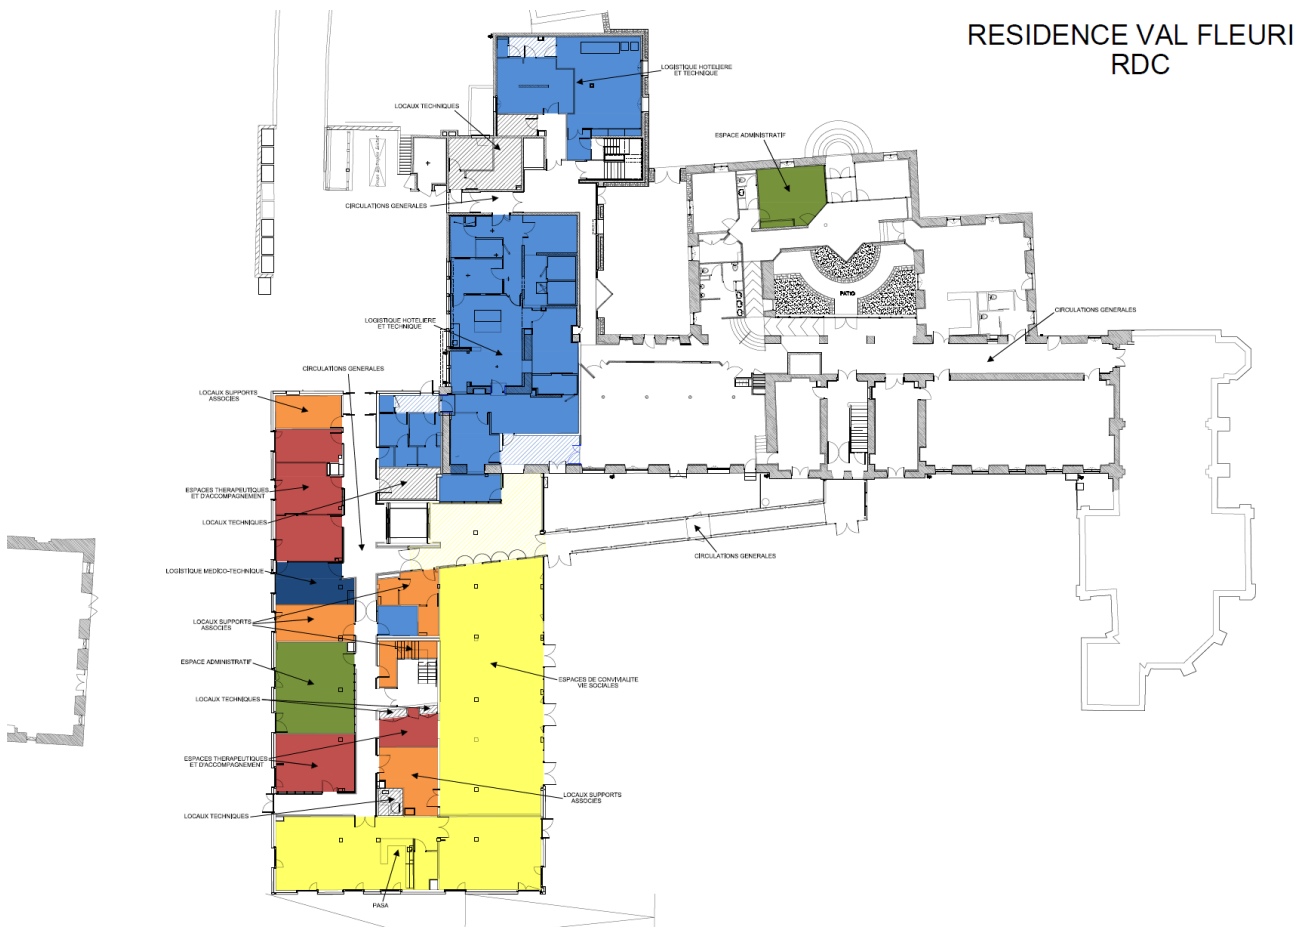 RESIDENCE VAL FLEURI
RDC
LOGISTIQUE HOTELIERE
ET TECHNIQUE
LOCAUX TECHNIQUES
ESPACE ADMINISTRATIF
CIRCULATIONS GENERALES
PATIO
CIRCULATIONS GENERALES
LOGISTIQUE HOTELIERE
ET TECHNIQUE
CIRCULATIONS GENERALES
LOCAUX SUPPORTS
ASSOCIES
ESPACES THERAPEUTIQUES
ET D'ACCOMPAGNEMENT
LOCAUX TECHNIQUES
CIRCULATIONS GENERALES
LOGISTIQUE MEDICO-TECHNIQUE
LOCAUX SUPPORTS
ASSOCIES
ESPACE ADMINISTRATIF
ESPACES DE CONVIVIALITE
VIE SOCIALES
LOCAUX TECHNIQUES
ESPACES THERAPEUTIQUES
ET D'ACCOMPAGNEMENT
LOCAUX SUPPORTS
ASSOCIES
LOCAUX TECHNIQUES
PASA